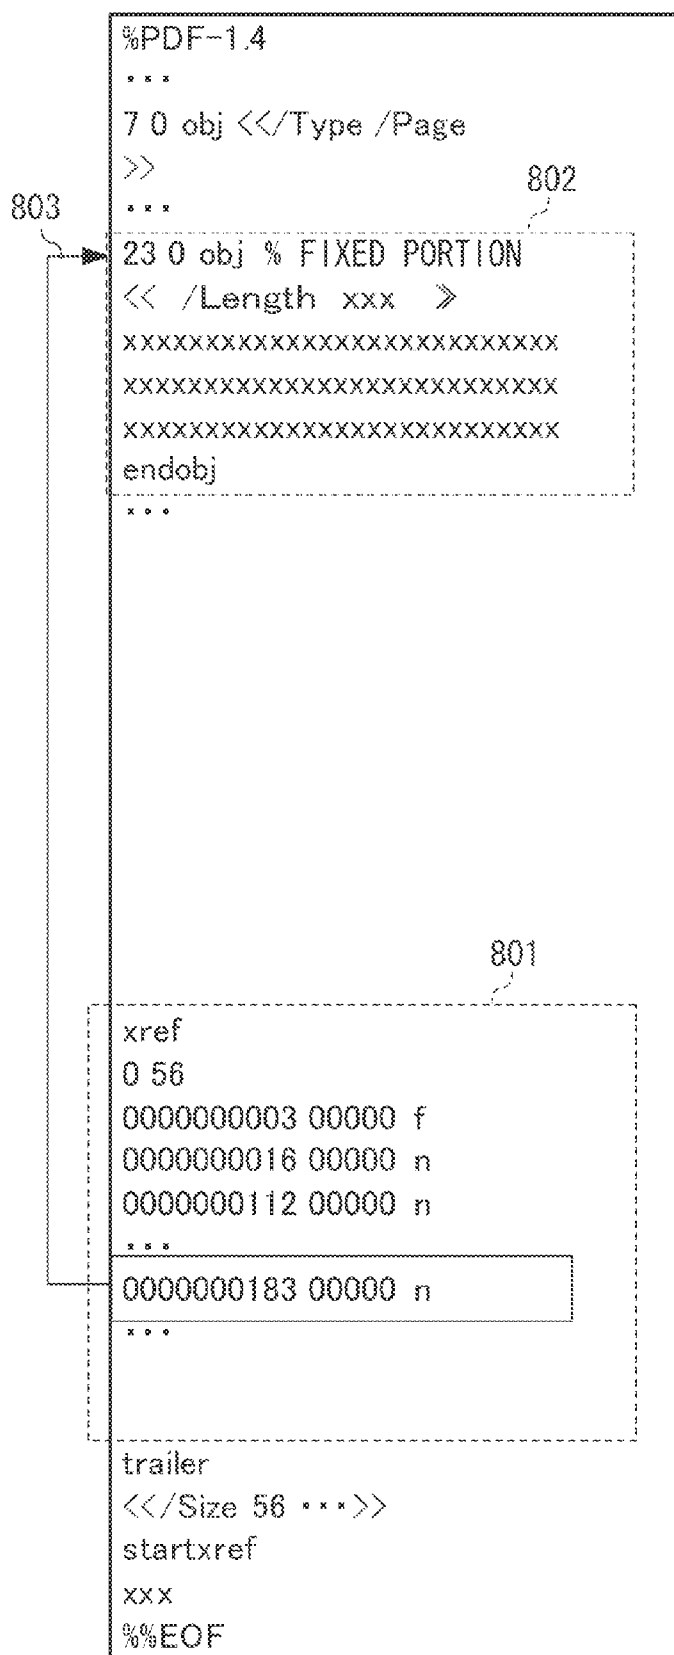 %PDF-1.4
...
7 0 obj <</Type /Page
>>
...
802
803
23 0 obj % FIXED PORTION
<< /Length xxx >>
xxxxxxxxxxxxxxxxxxxxxxxxxxx
xxxxxxxxxxxxxxxxxxxxxxxxxxx
xxxxxxxxxxxxxxxxxxxxxxxxxxx
endobj
...
801
xref
0 56
0000000003 00000 f
0000000016 00000 n
0000000112 00000 n
...
0000000183 00000 n
...
trailer
<</Size 56 ...>>
startxref
xxx
%%EOF